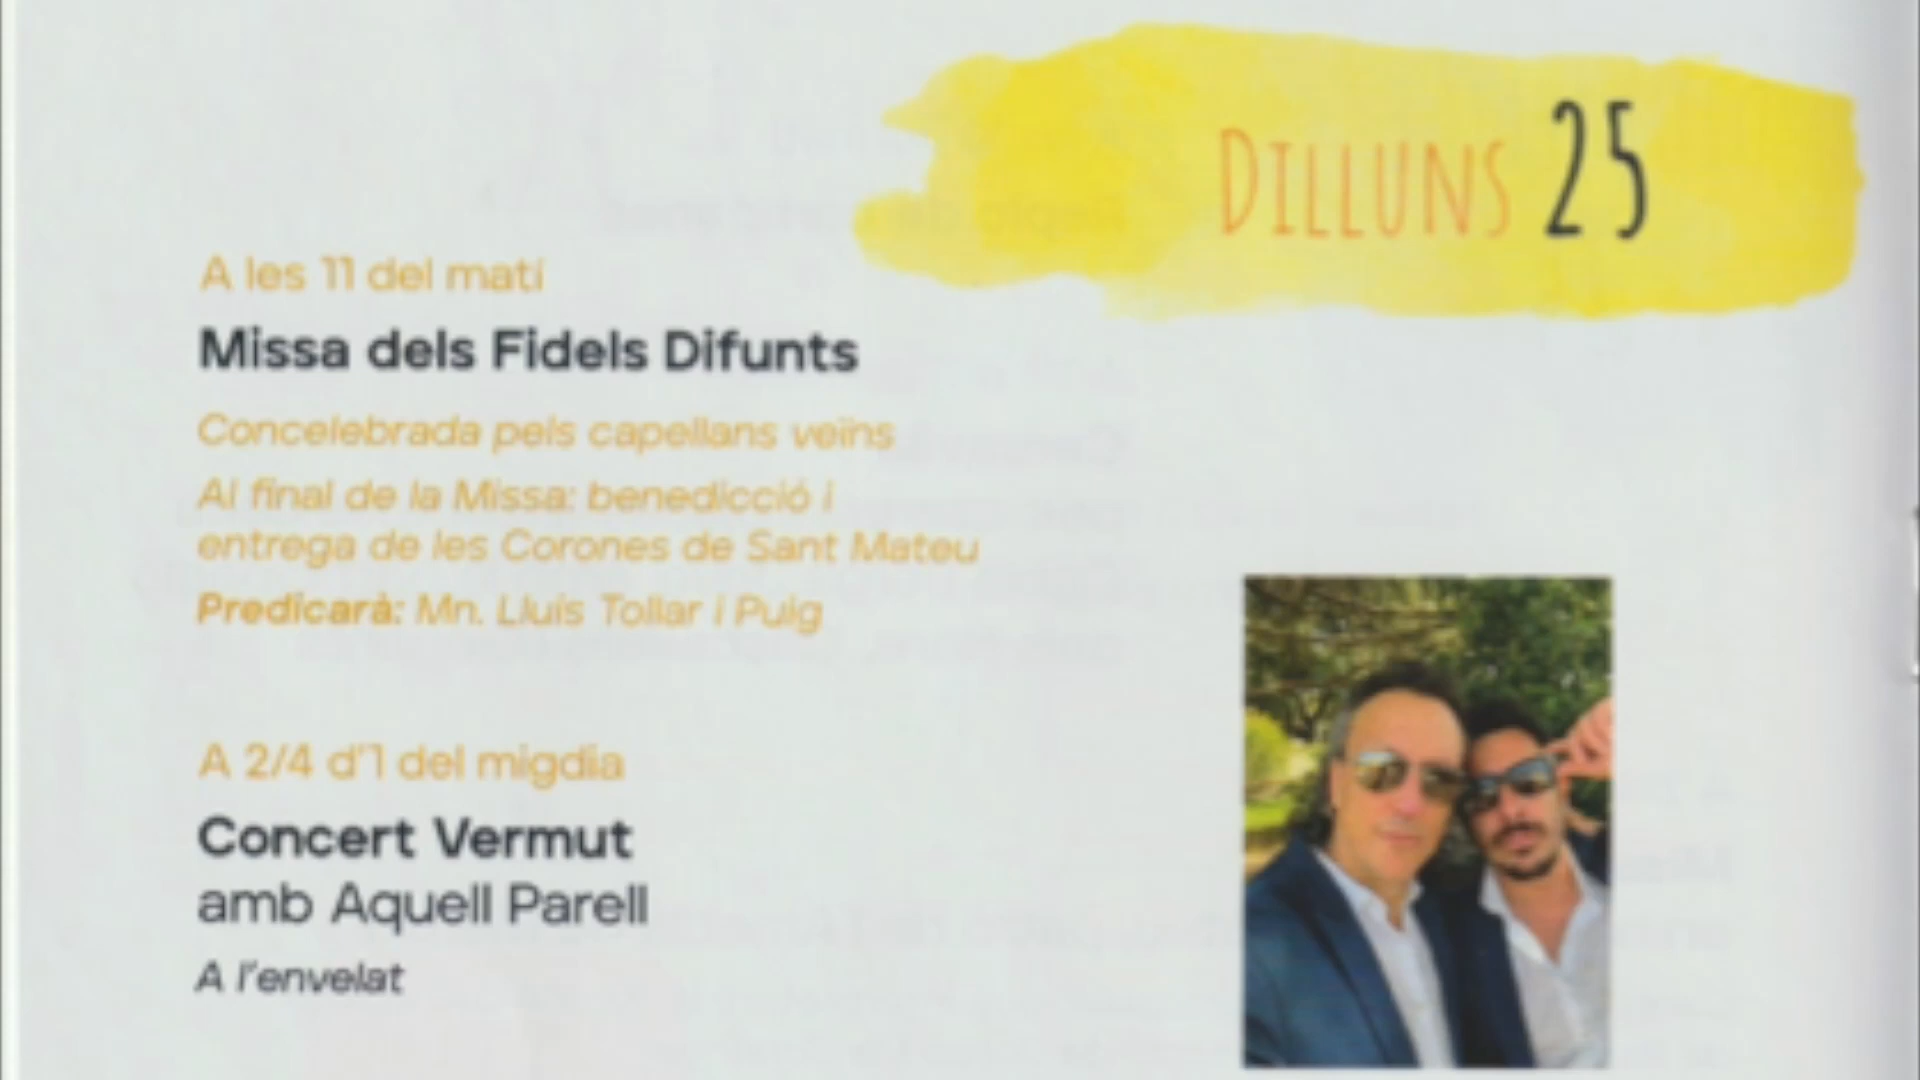 DILLUNS 25
A les 11 del matí
Missa dels Fidels Difunts
Concelebrada pels capellans veïns
Al final de la Missa: benedicció i
entrega de les Corones de Sant Mateu
Predicarà: Mn. Lluís Tollar i Puig
A 2/4 d'1 del migdia
Concert Vermut
amb Aquell Parell
A l'envelat